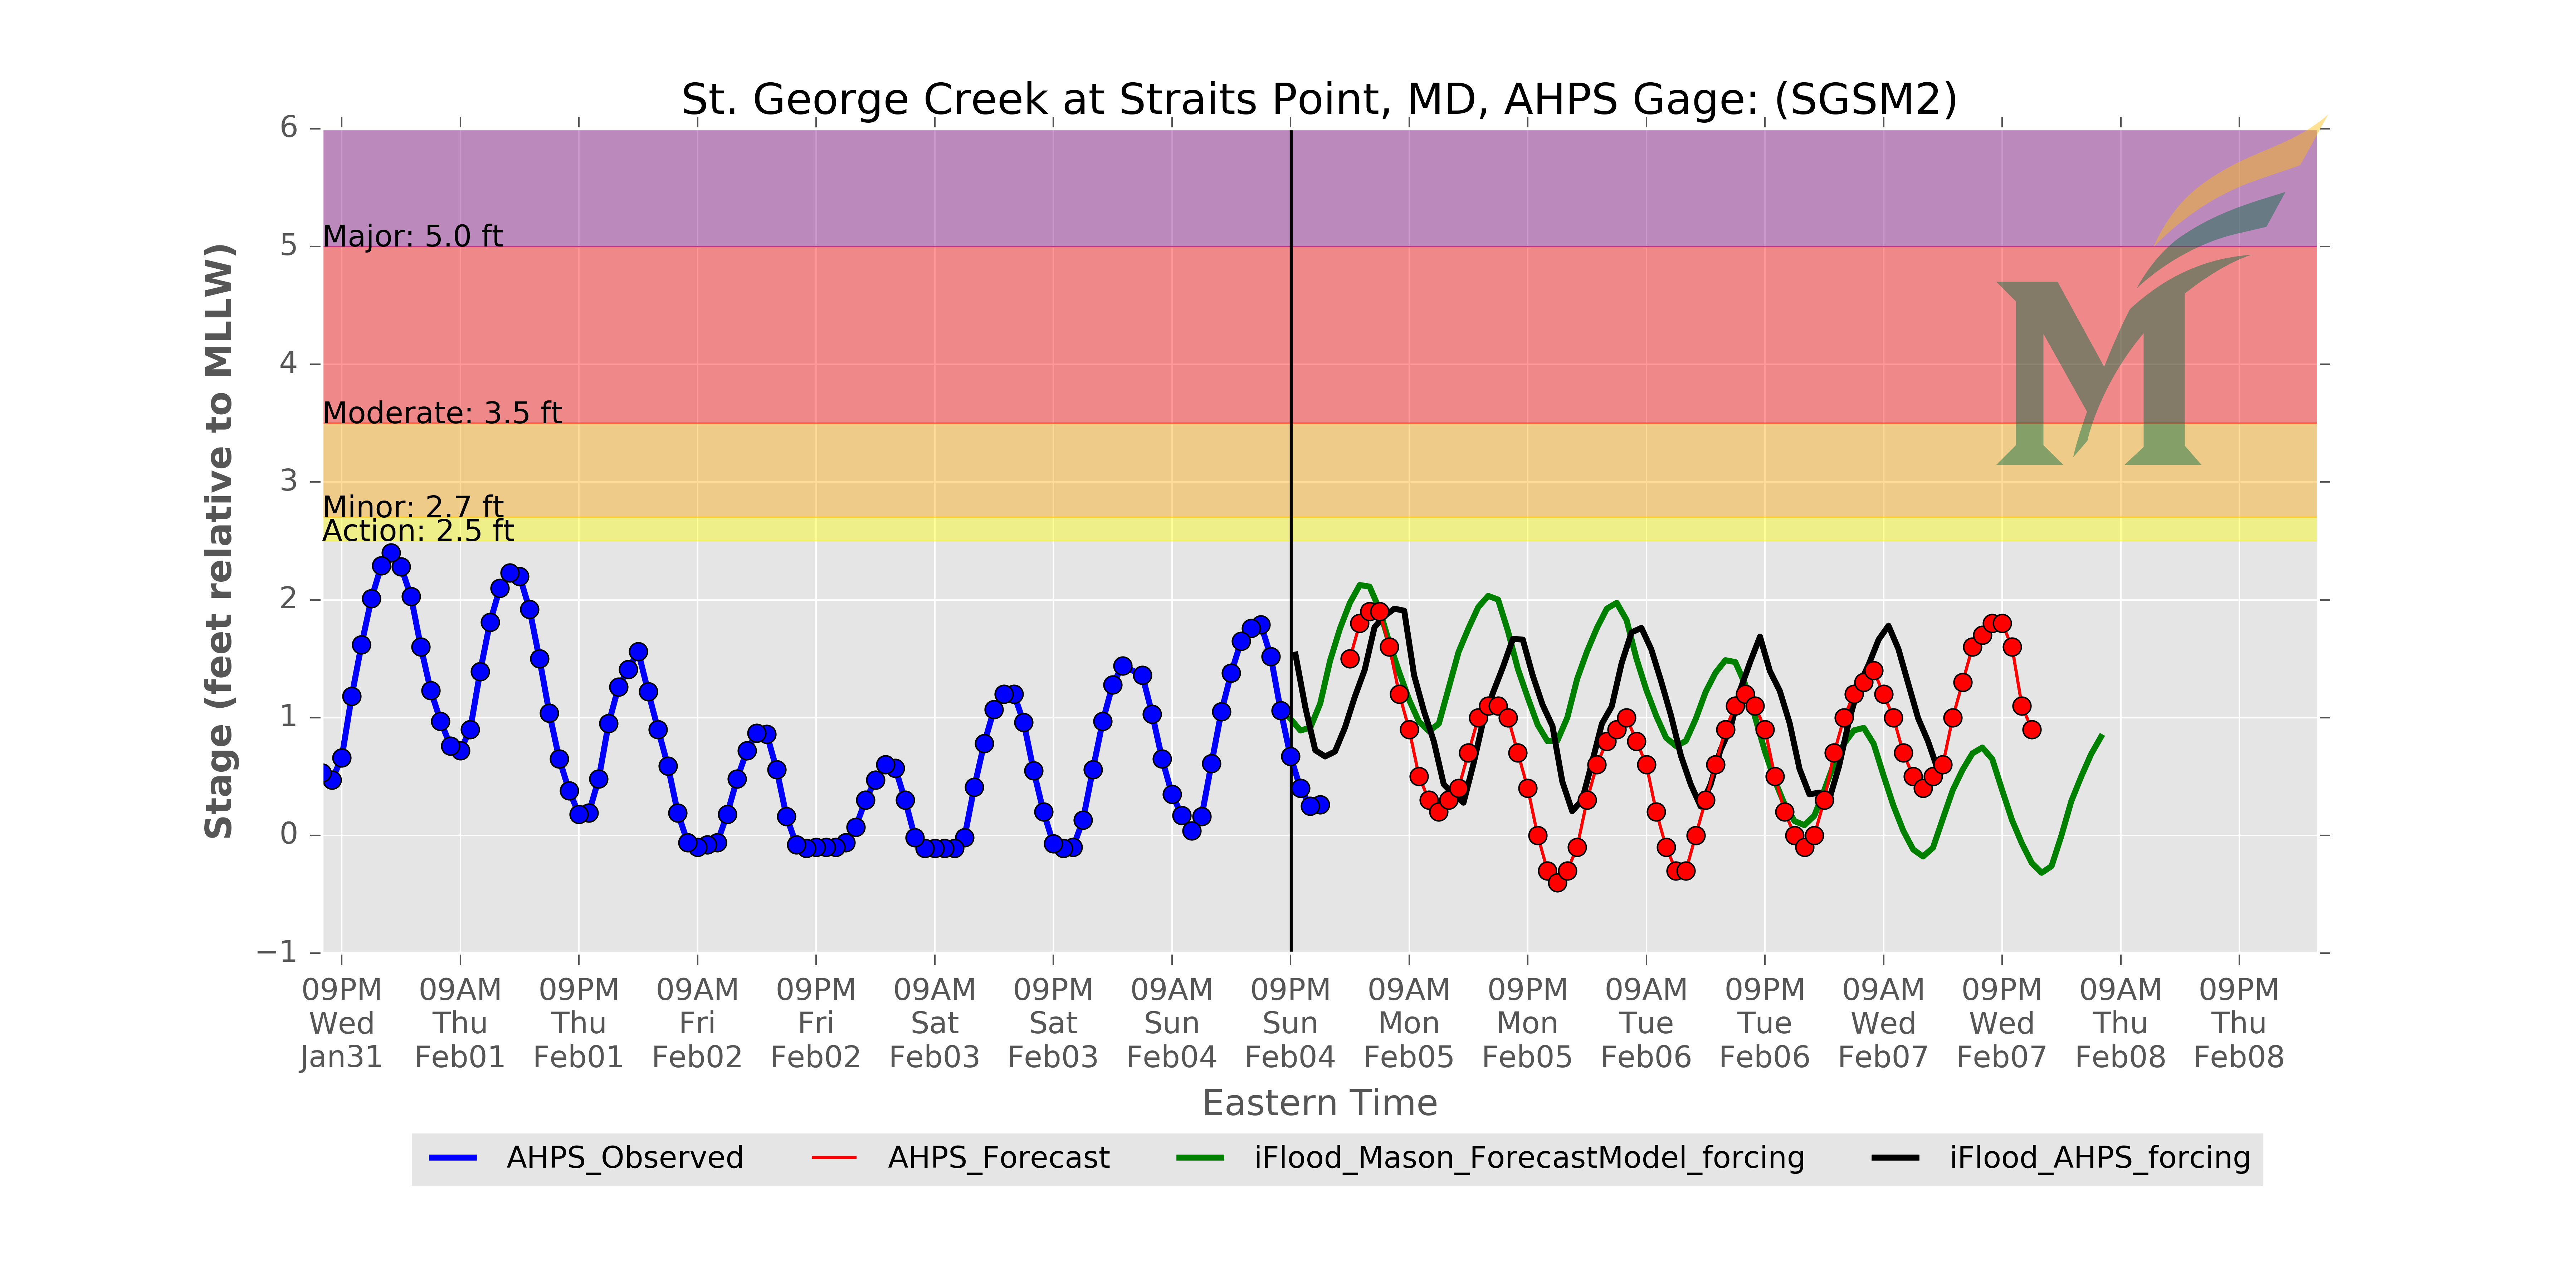 St. George Creek at Straits Point, MD, AHPS Gage: (SGSM2)
Stage (feet relative to MLLW)
6
5
4
3
2
1
0
−1
Major: 5.0 ft
Moderate: 3.5 ft
Minor: 2.7 ft
Action: 2.5 ft
09PM 09AM 09PM 09AM 09PM 09AM 09PM 09AM 09PM 09AM 09PM 09AM 09PM 09AM 09PM 09AM 09PM
Wed Thu Thu Fri Fri Sat Sat Sun Sun Mon Mon Tue Tue Wed Wed Thu Thu
Jan31 Feb01 Feb01 Feb02 Feb02 Feb03 Feb03 Feb04 Feb04 Feb05 Feb05 Feb06 Feb06 Feb07 Feb07 Feb08 Feb08
Eastern Time
AHPS_Observed AHPS_Forecast iFlood_Mason_ForecastModel_forcing iFlood_AHPS_forcing